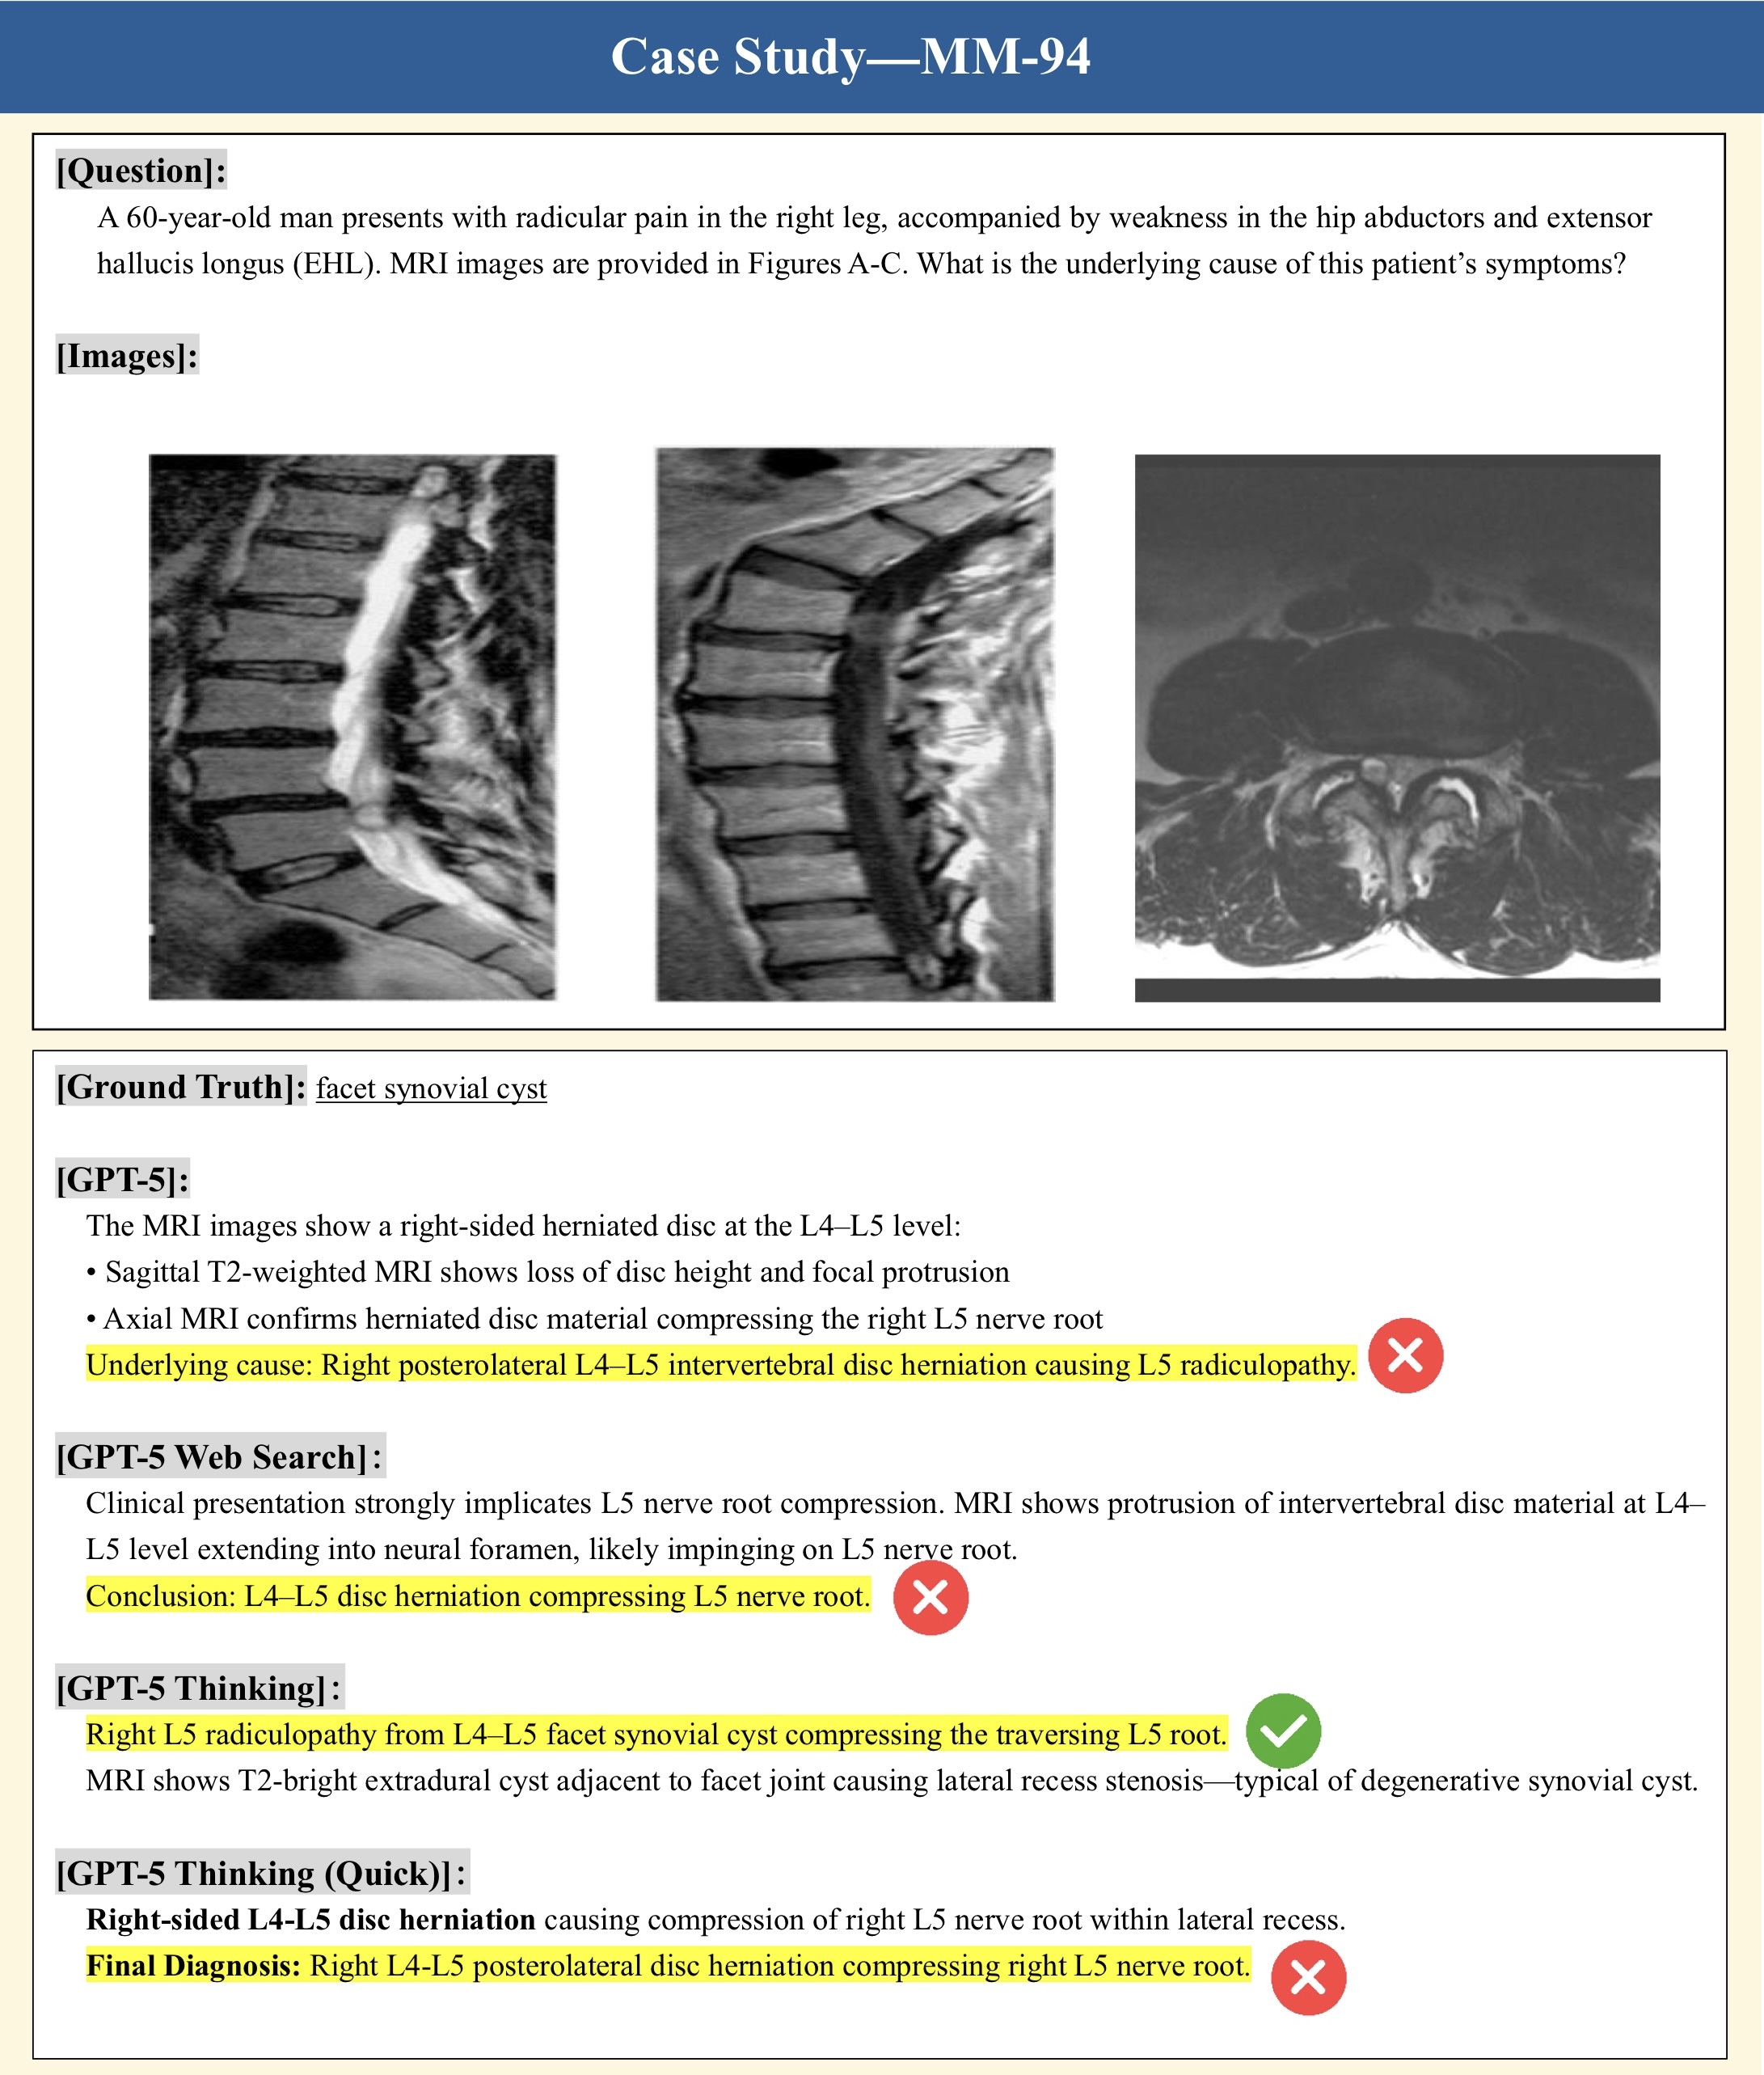 Case Study—MM-94
[Question]:
A 60-year-old man presents with radicular pain in the right leg, accompanied by weakness in the hip abductors and extensor
hallucis longus (EHL). MRI images are provided in Figures A-C. What is the underlying cause of this patient’s symptoms?
[Images]:
[Ground Truth]: facet synovial cyst
[GPT-5]:
The MRI images show a right-sided herniated disc at the L4–L5 level:
• Sagittal T2-weighted MRI shows loss of disc height and focal protrusion
• Axial MRI confirms herniated disc material compressing the right L5 nerve root
Underlying cause: Right posterolateral L4–L5 intervertebral disc herniation causing L5 radiculopathy.
[GPT-5 Web Search]:
Clinical presentation strongly implicates L5 nerve root compression. MRI shows protrusion of intervertebral disc material at L4–
L5 level extending into neural foramen, likely impinging on L5 nerve root.
Conclusion: L4–L5 disc herniation compressing L5 nerve root.
[GPT-5 Thinking]:
Right L5 radiculopathy from L4–L5 facet synovial cyst compressing the traversing L5 root.
MRI shows T2-bright extradural cyst adjacent to facet joint causing lateral recess stenosis—typical of degenerative synovial cyst.
[GPT-5 Thinking (Quick)]:
Right-sided L4-L5 disc herniation causing compression of right L5 nerve root within lateral recess.
Final Diagnosis: Right L4-L5 posterolateral disc herniation compressing right L5 nerve root.